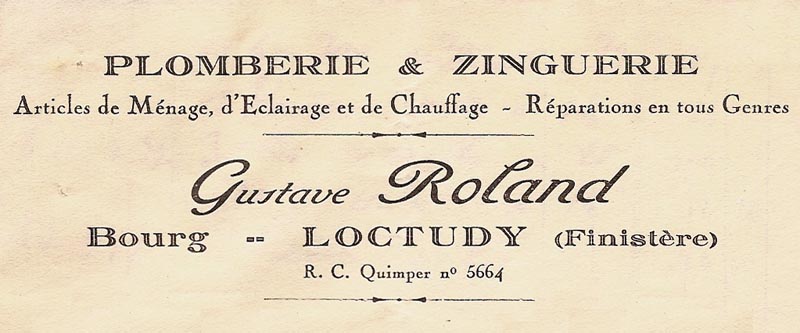 PLOMBERIE & ZINGUERIE
Articles de Ménage, d'Eclairage et de Chauffage - Réparations en tous Genres
Gustave Roland
Bourg -- LOCTUDY (Finistère)
R. C. Quimper nº 5664